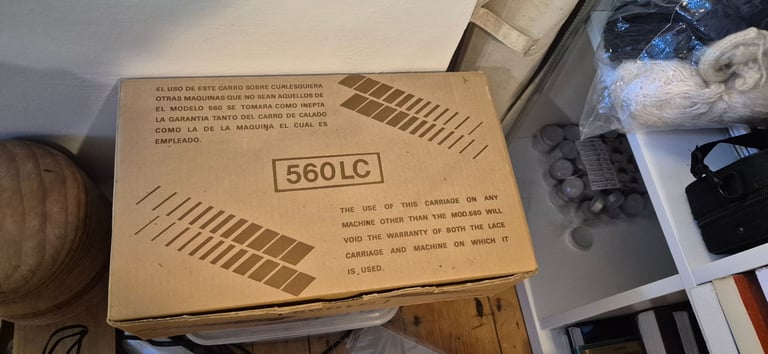 EL USO DE ESTE CARRO SOBRE CUALESQUIERA
OTRAS MAQUINAS QUE NO SEAN AQUELLOS DE
EL MODELO 560 SE TOMARA COMO INEPTA
LA GARANTIA TANTO DEL CARRO DE CALADO
COMO LA DE LA MAQUINA EL CUAL ES
EMPLEADO.
560 LC
THE USE OF THIS CARRIAGE ON ANY
MACHINE OTHER THAN THE MOD.560 WILL
VOID THE WARRANTY OF BOTH THE LACE
CARRIAGE AND MACHINE ON WHICH IT
IS USED.